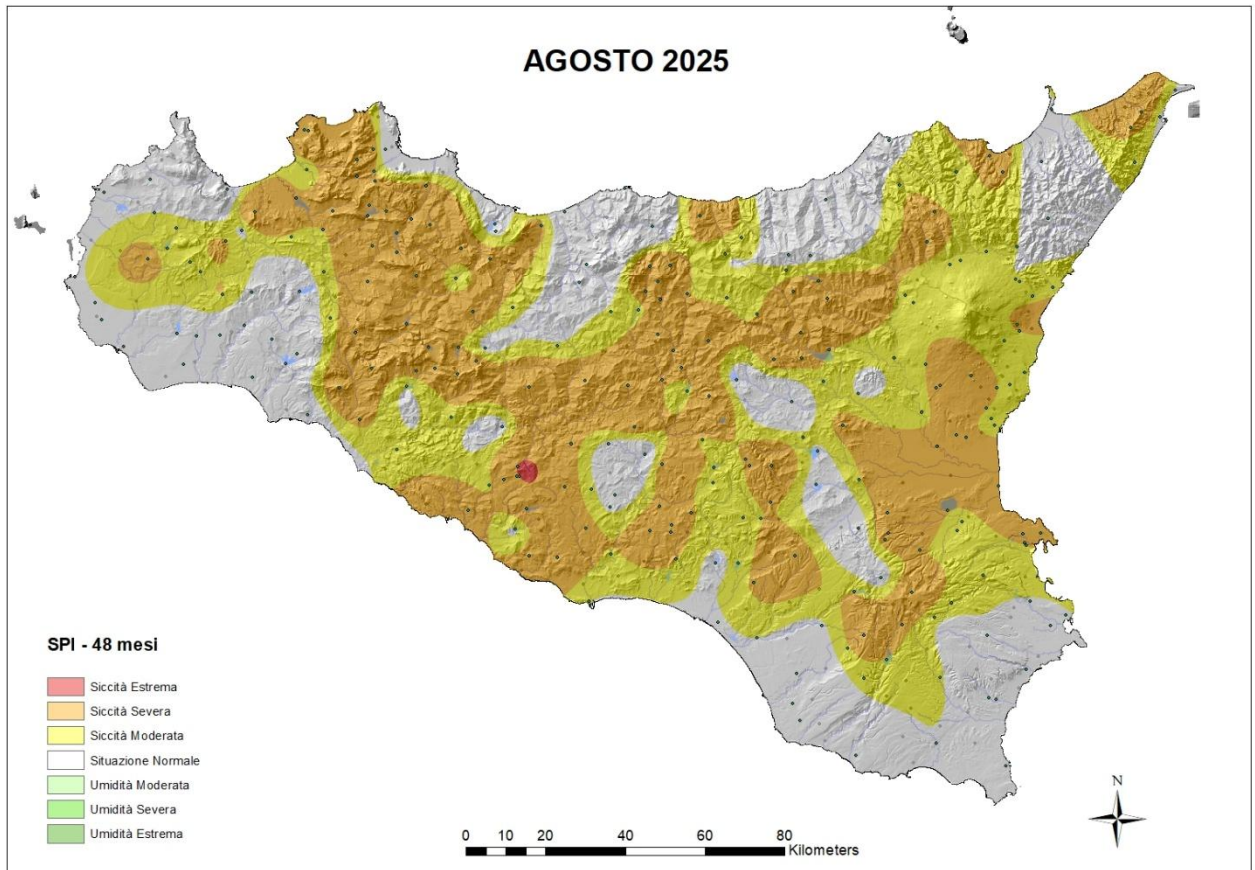 AGOSTO 2025
SPI - 48 mesi
Siccità Estrema
Siccità Severa
Siccità Moderata
Situazione Normale
Umidità Moderata
Umidità Severa
Umidità Estrema
N
0 10 20 40 60 80
Kilometers